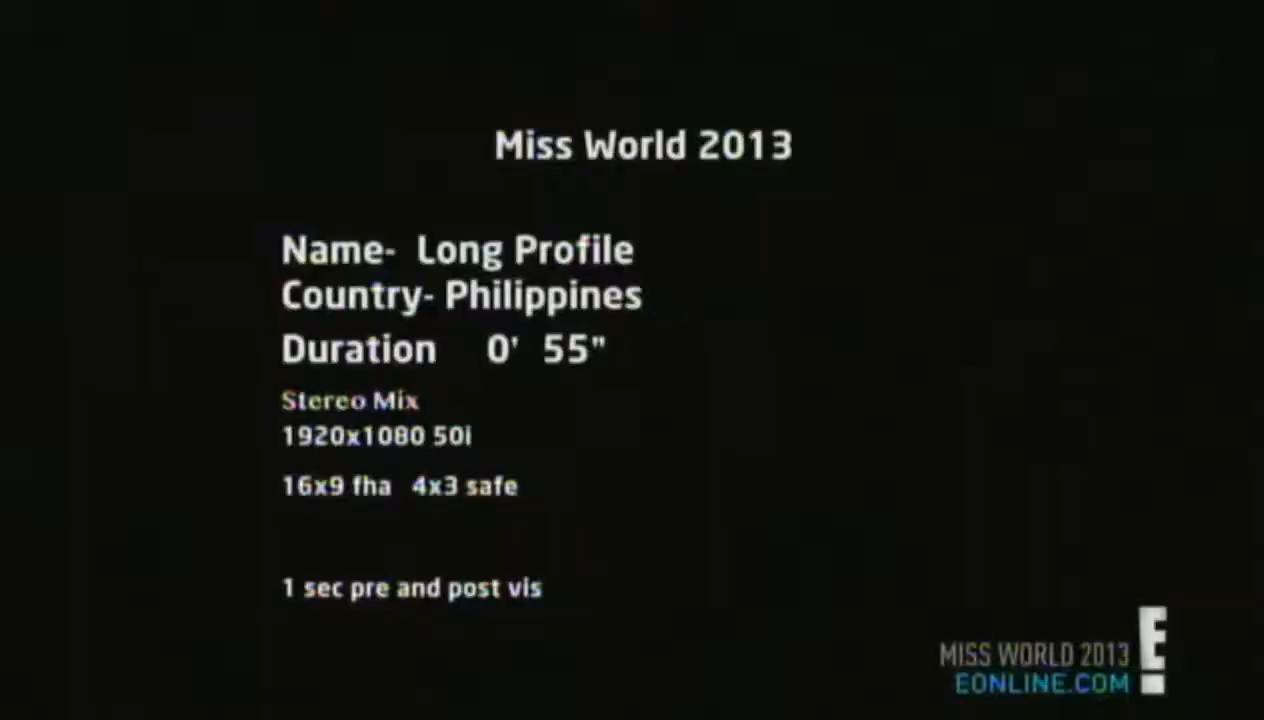 Miss World 2013
Name-  Long Profile
Country- Philippines
Duration    0'  55"
Stereo Mix
1920x1080 50i
16x9 fha  4x3 safe
1 sec pre and post vis
MISS WORLD 2013
EONLINE.COM
E!